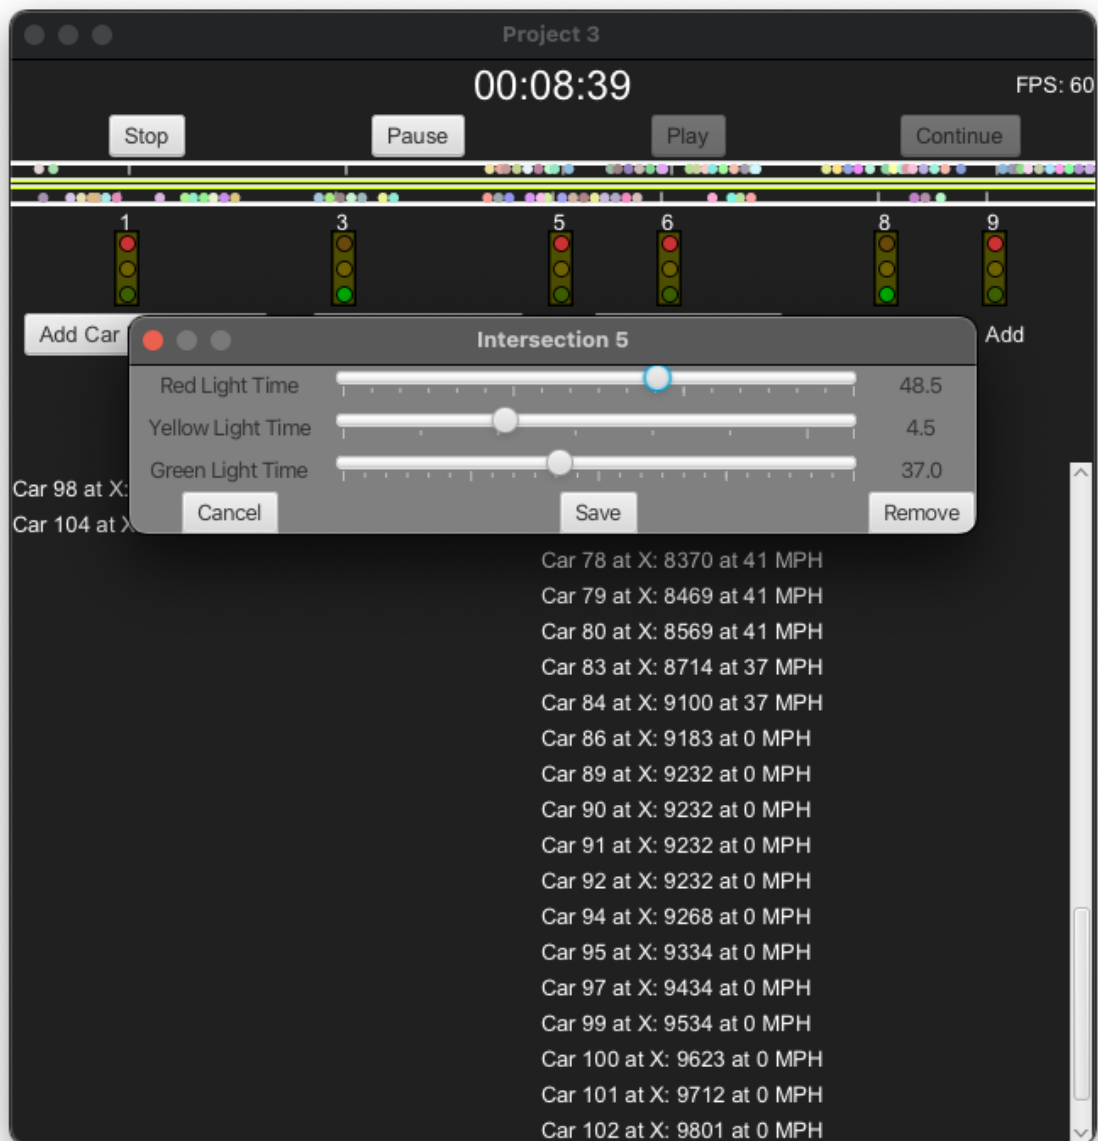 Project 3
00:08:39 FPS: 60
Stop Pause Play Continue
1 3 5 6 8 9
Add Car Add
Intersection 5
Red Light Time 48.5
Yellow Light Time 4.5
Green Light Time 37.0
Cancel Save Remove
Car 98 at X:
Car 104 at X
Car 78 at X: 8370 at 41 MPH
Car 79 at X: 8469 at 41 MPH
Car 80 at X: 8569 at 41 MPH
Car 83 at X: 8714 at 37 MPH
Car 84 at X: 9100 at 37 MPH
Car 86 at X: 9183 at 0 MPH
Car 89 at X: 9232 at 0 MPH
Car 90 at X: 9232 at 0 MPH
Car 91 at X: 9232 at 0 MPH
Car 92 at X: 9232 at 0 MPH
Car 94 at X: 9268 at 0 MPH
Car 95 at X: 9334 at 0 MPH
Car 97 at X: 9434 at 0 MPH
Car 99 at X: 9534 at 0 MPH
Car 100 at X: 9623 at 0 MPH
Car 101 at X: 9712 at 0 MPH
Car 102 at X: 9801 at 0 MPH